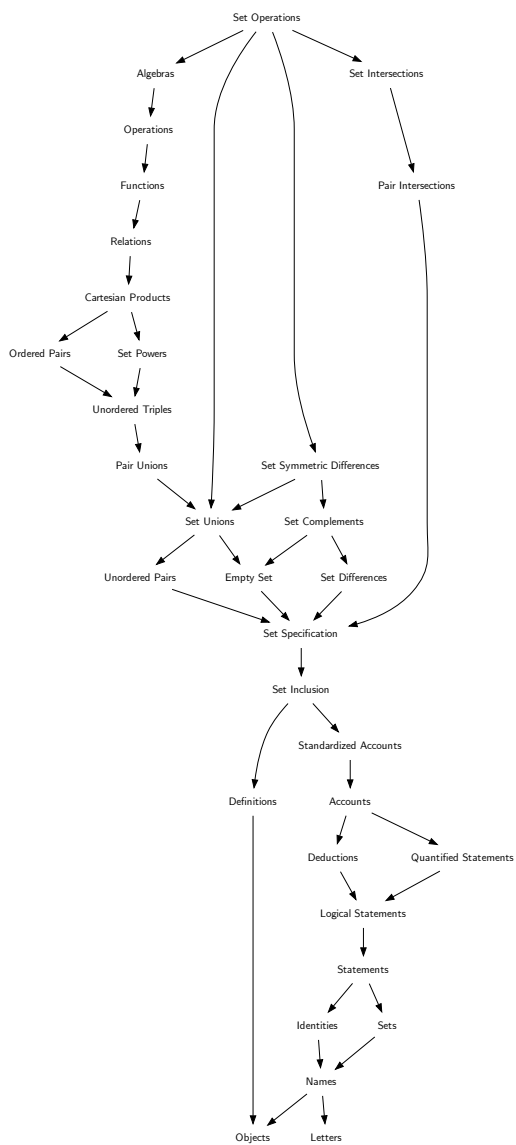 Set Operations
Algebras
Set Intersections
Operations
Functions
Pair Intersections
Relations
Cartesian Products
Ordered Pairs
Set Powers
Unordered Triples
Pair Unions
Set Symmetric Differences
Set Unions
Set Complements
Unordered Pairs
Empty Set
Set Differences
Set Specification
Set Inclusion
Standardized Accounts
Definitions
Accounts
Deductions
Quantified Statements
Logical Statements
Statements
Identities
Sets
Names
Objects
Letters